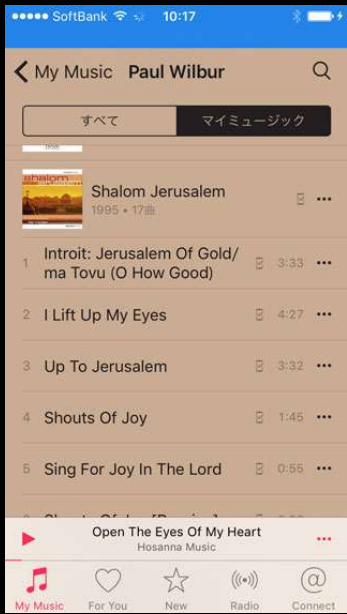 SoftBank 10:17
My Music Paul Wilbur
すべて マイミュージック
1995
shalom
Shalom Jerusalem
1995 • 17曲
1 Introit: Jerusalem Of Gold/
ma Tovu (O How Good) 3:33
2 I Lift Up My Eyes 4:27
3 Up To Jerusalem 3:32
4 Shouts Of Joy 1:45
5 Sing For Joy In The Lord 0:55
Open The Eyes Of My Heart
Hosanna Music
My Music For You New Radio Connect